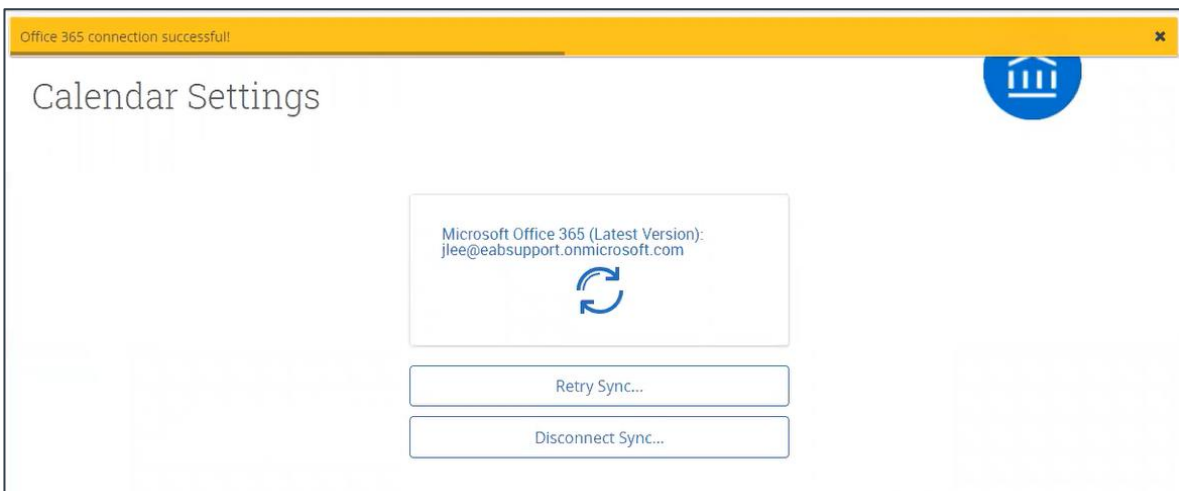 Office 365 connection successful!
Calendar Settings
Microsoft Office 365 (Latest Version):
jlee@eabsupport.onmicrosoft.com
Retry Sync...
Disconnect Sync...